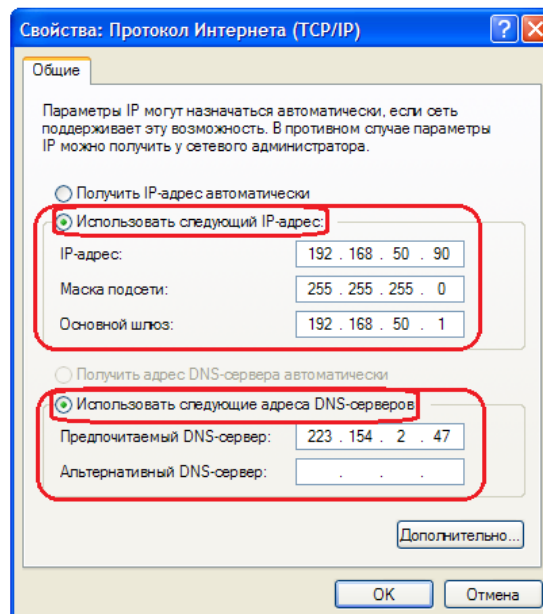 Свойства: Протокол Интернета (TCP/IP)
Общие
Параметры IP могут назначаться автоматически, если сеть
поддерживает эту возможность. В противном случае параметры
IP можно получить у сетевого администратора.
Получить IP-адрес автоматически
Использовать следующий IP-адрес:
IP-адрес: 192 . 168 . 50 . 90
Маска подсети: 255 . 255 . 255 . 0
Основной шлюз: 192 . 168 . 50 . 1
Получить адрес DNS-сервера автоматически
Использовать следующие адреса DNS-серверов
Предпочитаемый DNS-сервер: 223 . 154 . 2 . 47
Альтернативный DNS-сервер: . . .
Дополнительно...
OK Отмена